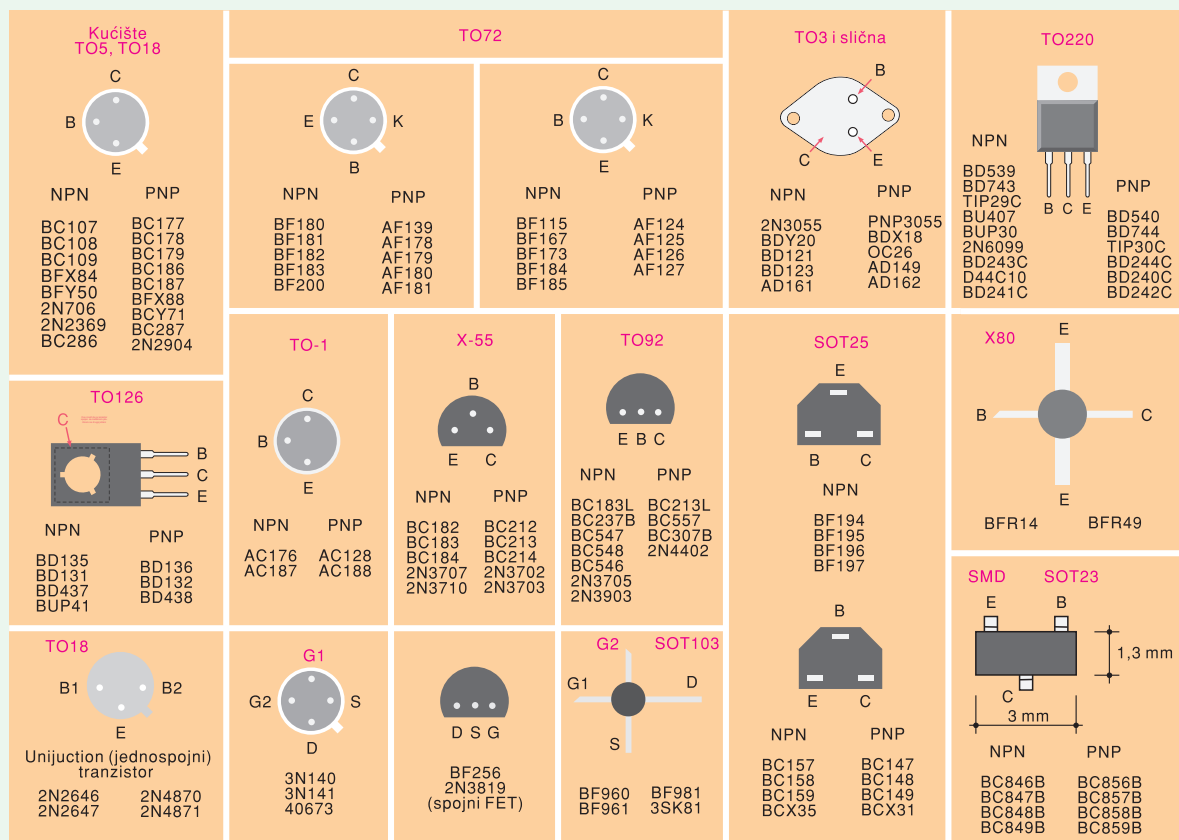 Kućište
TO5, TO18
C
B
E
NPN
BC107
BC108
BC109
BFX84
BFY50
2N706
2N2369
BC286
PNP
BC177
BC178
BC179
BC186
BC187
BFX88
BCY71
BC287
2N2904
TO72
C
E
K
B
NPN
BF180
BF181
BF182
BF183
BF200
PNP
AF139
AF178
AF179
AF180
AF181
C
B
K
E
NPN
BF115
BF167
BF173
BF184
BF185
PNP
AF124
AF125
AF126
AF127
TO3 i slična
B
C
E
NPN
2N3055
BDY20
BD121
BD123
AD161
PNP3055
BDX18
OC26
AD149
AD162
PNP
TO220
B C E
NPN
BD539
BD743
TIP29C
BU407
BUP30
2N6099
BD243C
D44C10
BD241C
PNP
BD540
BD744
TIP30C
BD244C
BD240C
BD242C
TO126
C
B
C
E
NPN
BD135
BD131
BD437
BUP41
PNP
BD136
BD132
BD438
TO-1
C
B
E
NPN
AC176
AC187
PNP
AC128
AC188
X-55
B
E
C
NPN
BC182
BC183
BC184
2N3707
2N3710
PNP
BC212
BC213
BC214
2N3702
2N3703
TO92
E B C
NPN
BC183L
BC237B
BC547
BC548
BC546
2N3705
2N3903
PNP
BC213L
BC557
BC307B
2N4402
SOT25
E
B
C
NPN
BF194
BF195
BF196
BF197
B
E
C
NPN
BC157
BC158
BC159
BCX35
PNP
BC147
BC148
BC149
BCX31
X80
E
B
C
E
BFR14
BFR49
SMD
SOT23
E
B
C
1,3 mm
3 mm
NPN
BC846B
BC847B
BC848B
BC849B
PNP
BC856B
BC857B
BC858B
BC859B
TO18
B1
B2
E
Unijuction (jednospojni)
tranzistor
2N2646
2N2647
2N4870
2N4871
G1
G2
S
D
3N140
3N141
40673
D S G
BF256
2N3819
(spojni FET)
G2
SOT103
G1
D
S
BF960
BF961
BF981
3SK81